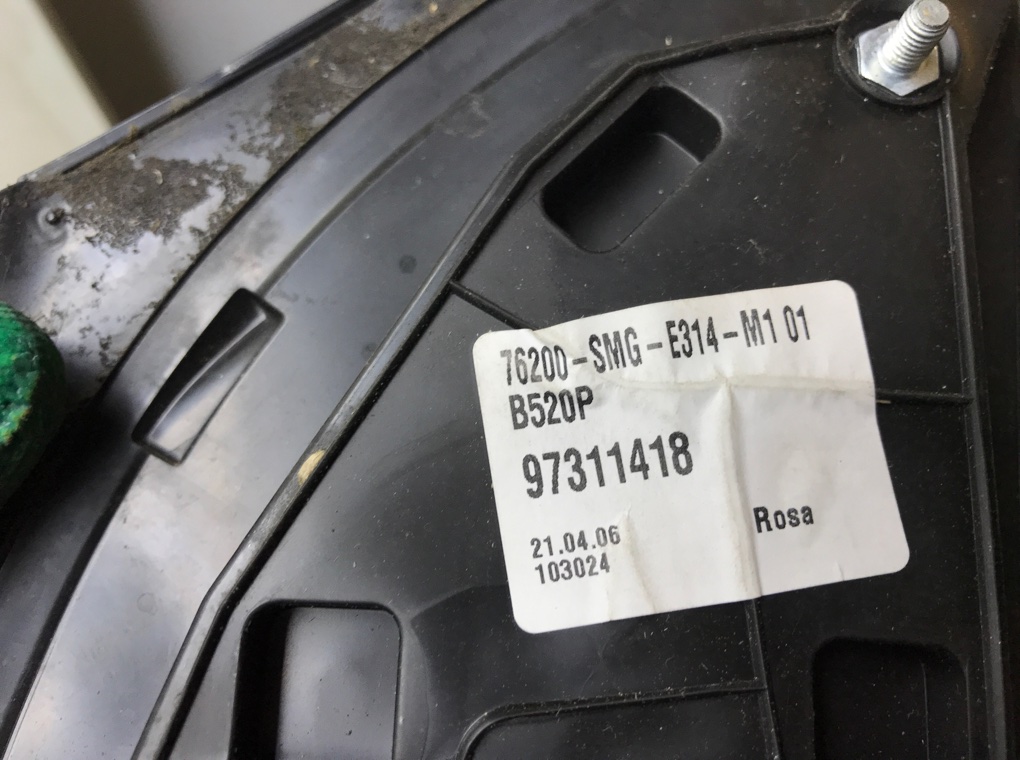 76200-SMG-E314-M1 01
B520P
97311418
21.04.06
Rosa
103024